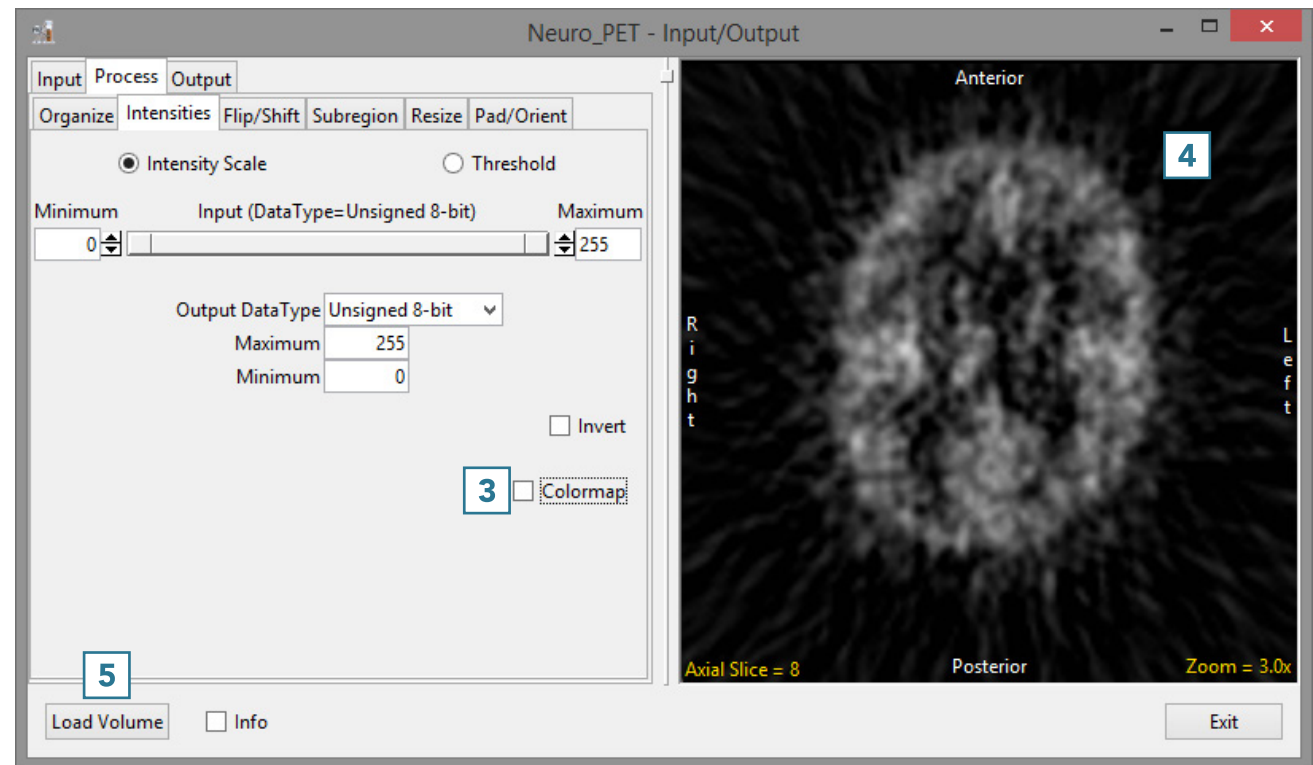 Neuro_PET - Input/Output
Input Process Output
Organize Intensities Flip/Shift Subregion Resize Pad/Orient
Intensity Scale Threshold
Minimum Input (DataType=Unsigned 8-bit) Maximum
0 255
Output DataType Unsigned 8-bit
Maximum 255
Minimum 0
Invert
3 Colormap
5
Load Volume Info
Anterior
4
Right
Left
Axial Slice = 8 Posterior Zoom = 3.0x
Exit